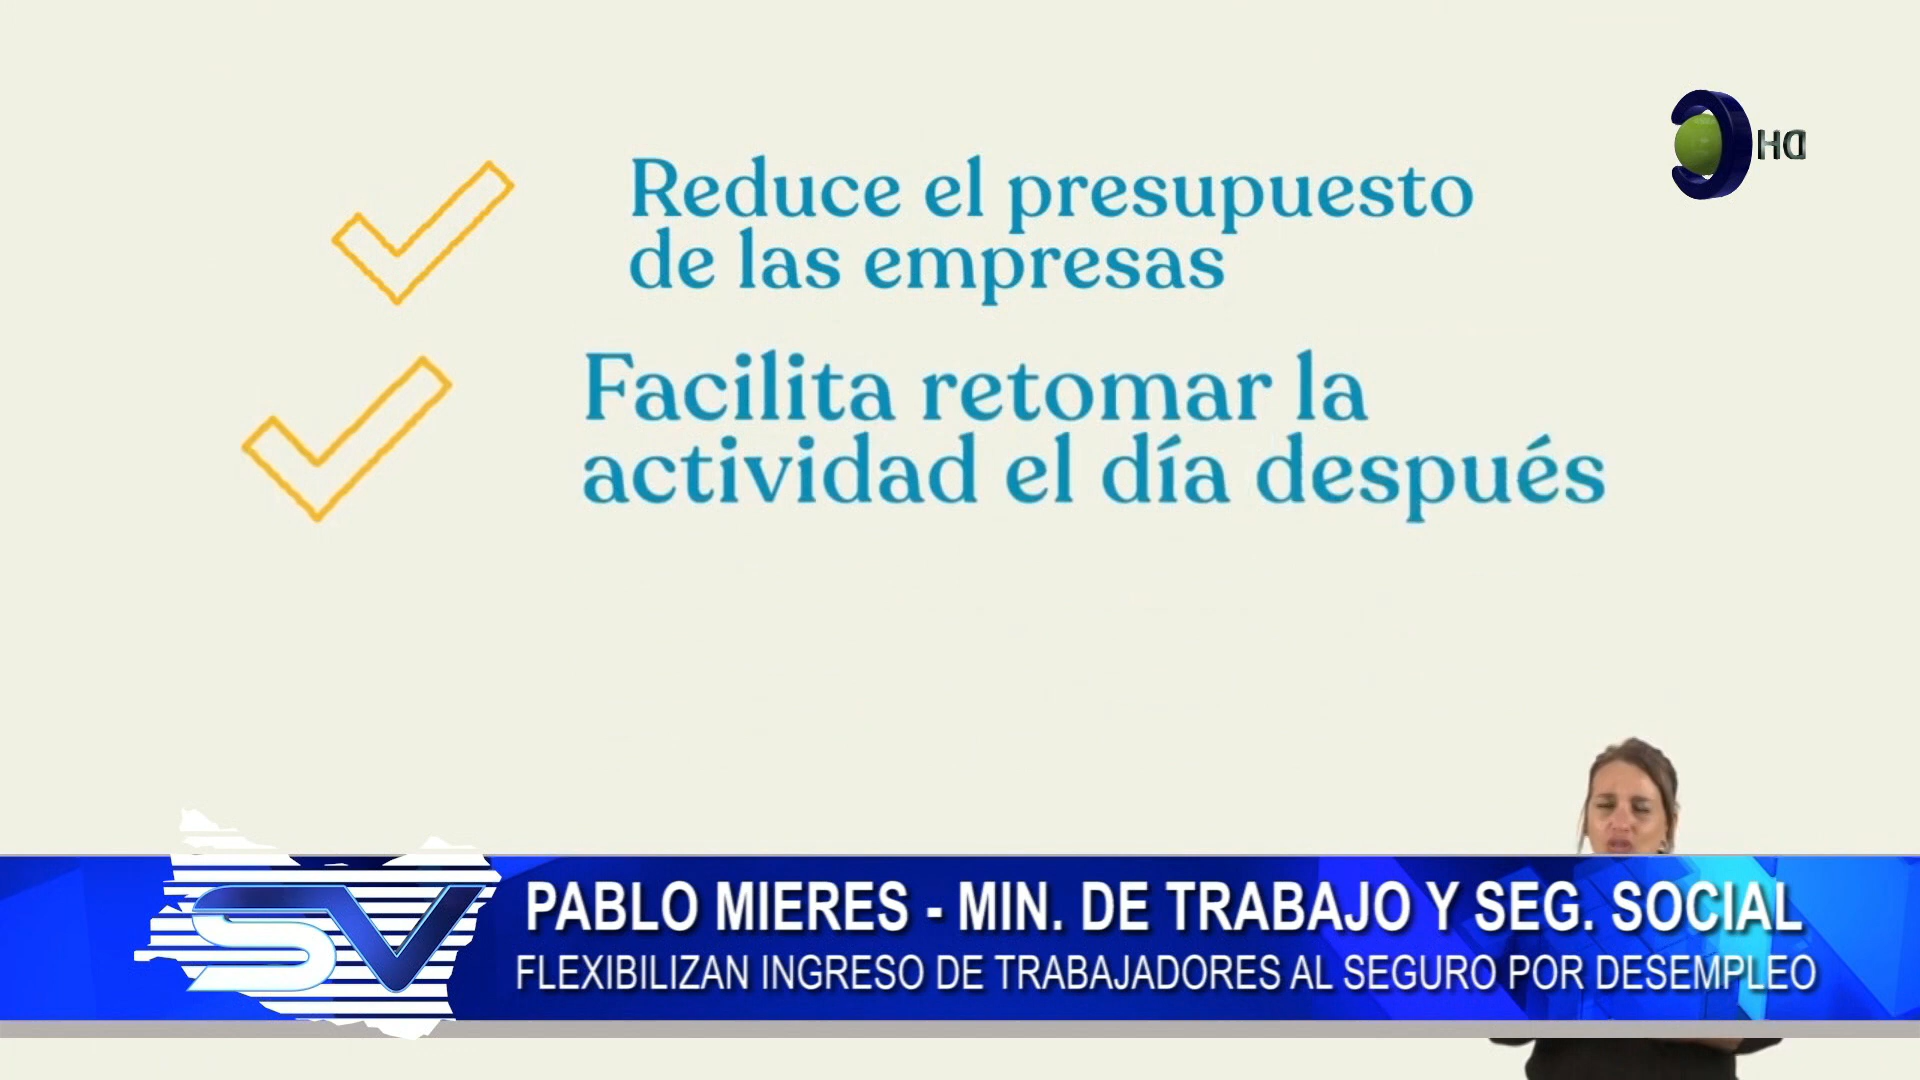 Reduce el presupuesto
de las empresas
HD
Facilita retomar la
actividad el día después
SV
PABLO MIERES - MIN. DE TRABAJO Y SEG. SOCIAL
FLEXIBILIZAN INGRESO DE TRABAJADORES AL SEGURO POR DESEMPLEO